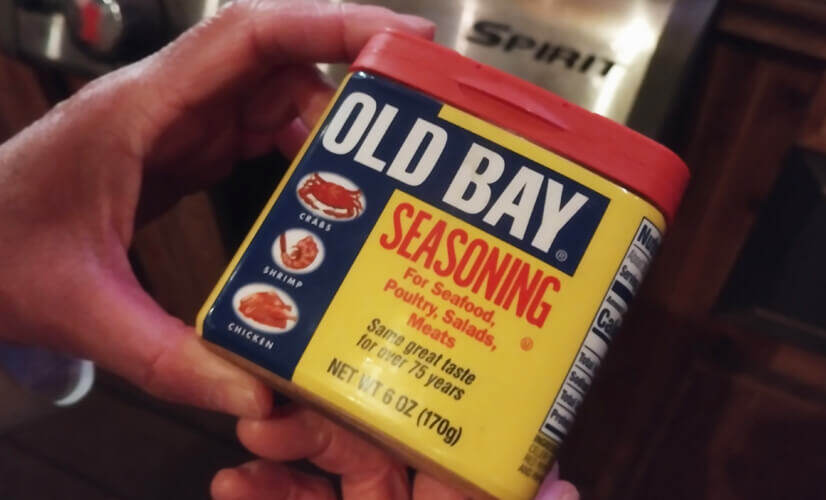 SPIRIT
OLD BAY
®
SEASONING
For Seafood,
Poultry, Salads,
Meats
®
Same great taste
for over 75 years
NET WT 6 OZ (170g)
CRABS
SHRIMP
CHICKEN